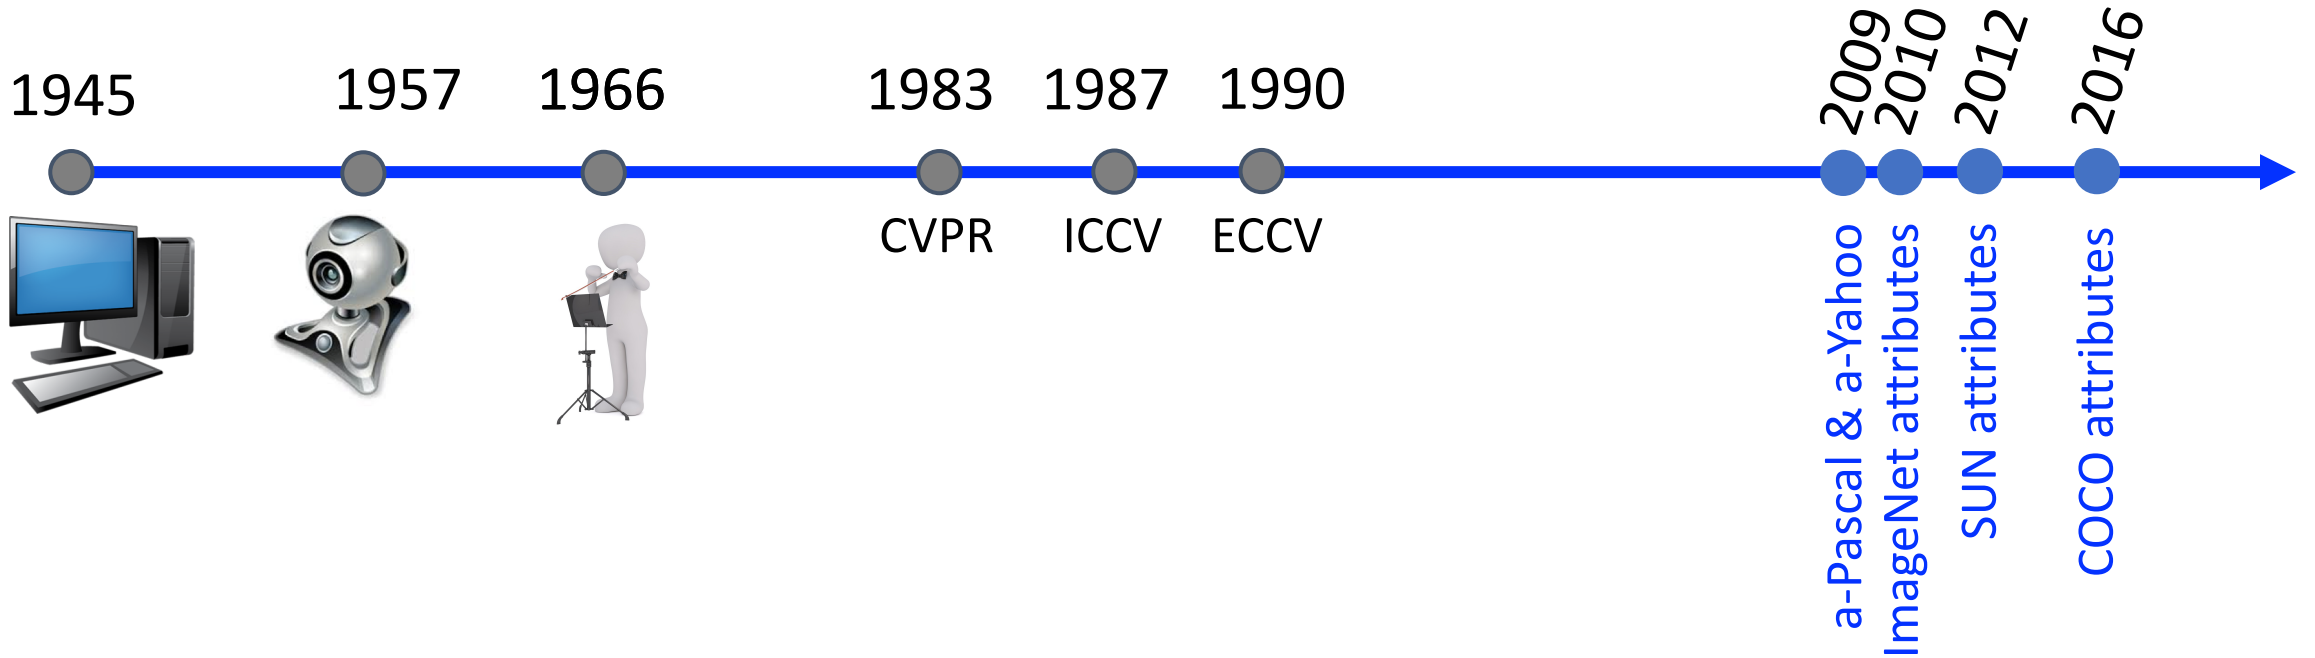 1945
1957
1966
1983
1987
1990
2009
2010
2012
2016
CVPR
ICCV
ECCV
a-Pascal & a-Yahoo
ImageNet attributes
SUN attributes
COCO attributes